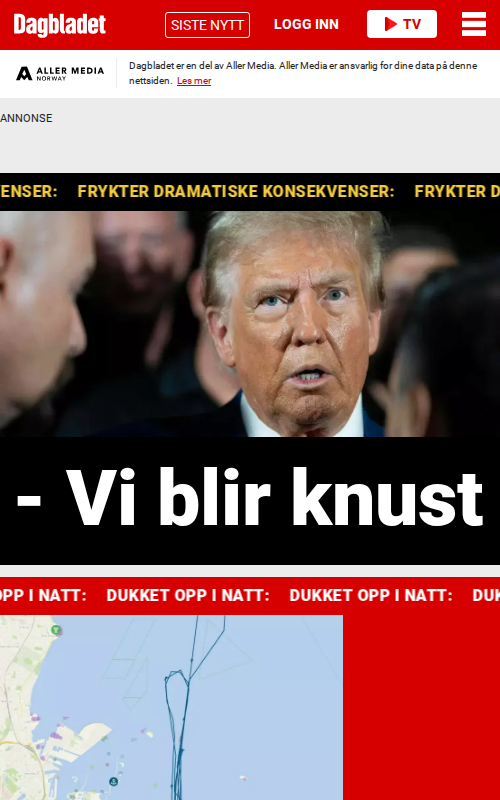 Dagbladet
SISTE NYTT
LOGG INN
TV
ALLER MEDIA
NORWAY
Dagbladet er en del av Aller Media. Aller Media er ansvarlig for dine data på denne
nettsiden. Les mer
ANNONSE
ENSER: FRYKTER DRAMATISKE KONSEKVENSER: FRYKTER D
- Vi blir knust
OPP I NATT: DUKKET OPP I NATT: DUKKET OPP I NATT: DUK